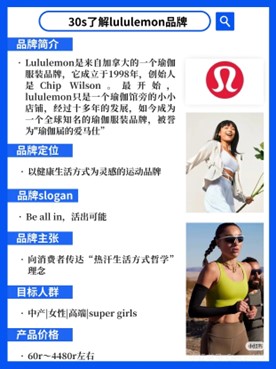 30s了解lululemon品牌
品牌简介
· Lululemon是来自加拿大的一个瑜伽
服装品牌，它成立于1998年，创始人
是 Chip Wilson。最开始，
lululemon只是一个瑜伽馆旁的小小
店铺，经过十多年的发展，如今成为
一个全球知名的瑜伽服装品牌，被誉
为"瑜伽届的爱马仕”
品牌定位
· 以健康生活方式为灵感的运动品牌
品牌slogan
· Be all in，活出可能
品牌主张
· 向消费者传达“热汗生活方式哲学”
理念
目标人群
· 中产|女性|高端|super girls
产品价格
· 60r～4480r左右
小红书